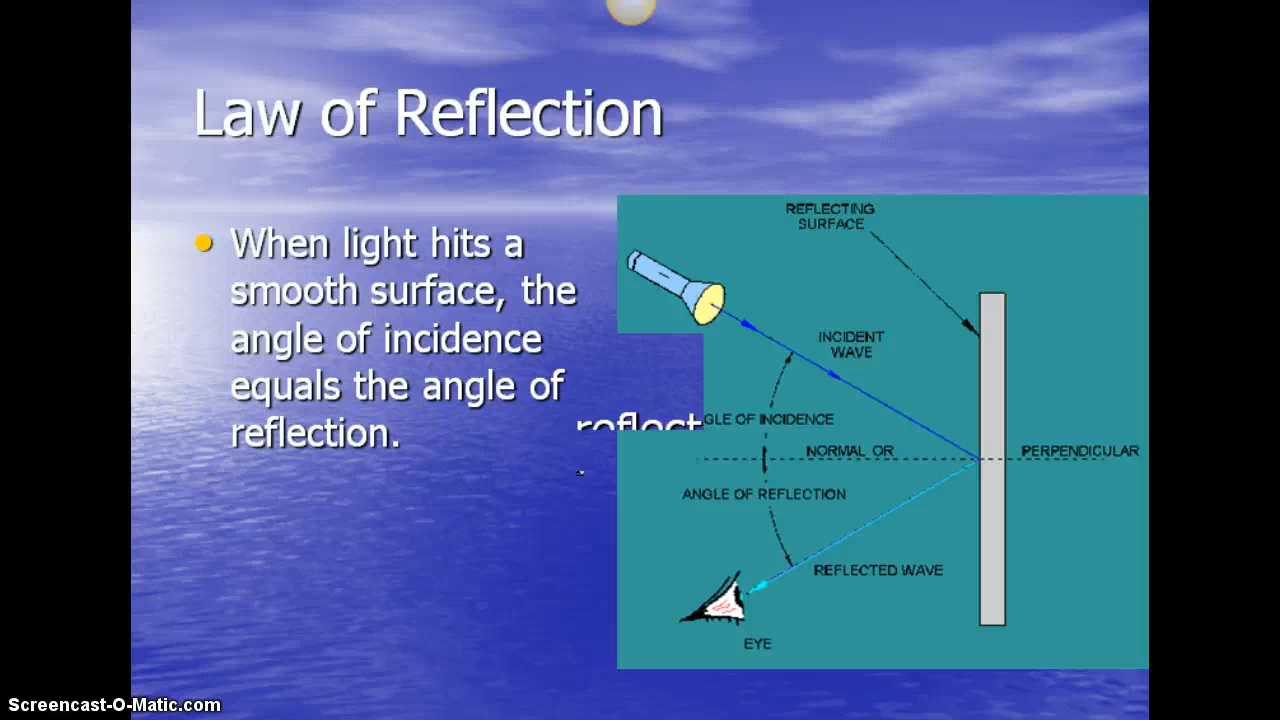 Law of Reflection
When light hits a
smooth surface, the
angle of incidence
equals the angle of
reflection.
reflect
REFLECTING
SURFACE
INCIDENT
WAVE
GLE OF INCIDENCE
NORMAL OR PERPENDICULAR
ANGLE OF REFLECTION
REFLECTED WAVE
EYE
Screencast-O-Matic.com